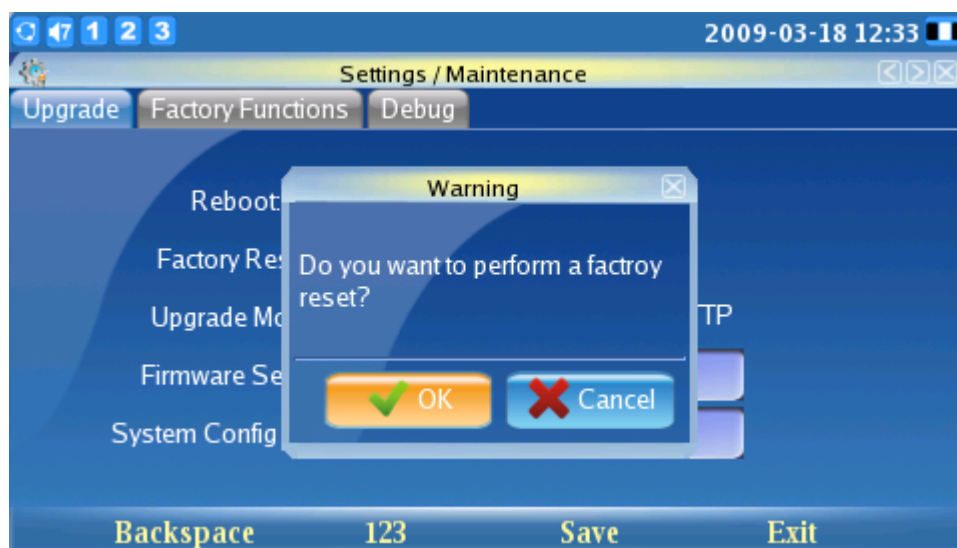 7 1 2 3 2009-03-18 12:33
Settings / Maintenance
Upgrade Factory Functions Debug
Warning
Reboot:
Factory Res
Do you want to perform a factroy
reset?
Upgrade Mo
TP
Firmware Se
OK Cancel
System Config
Backspace 123 Save Exit